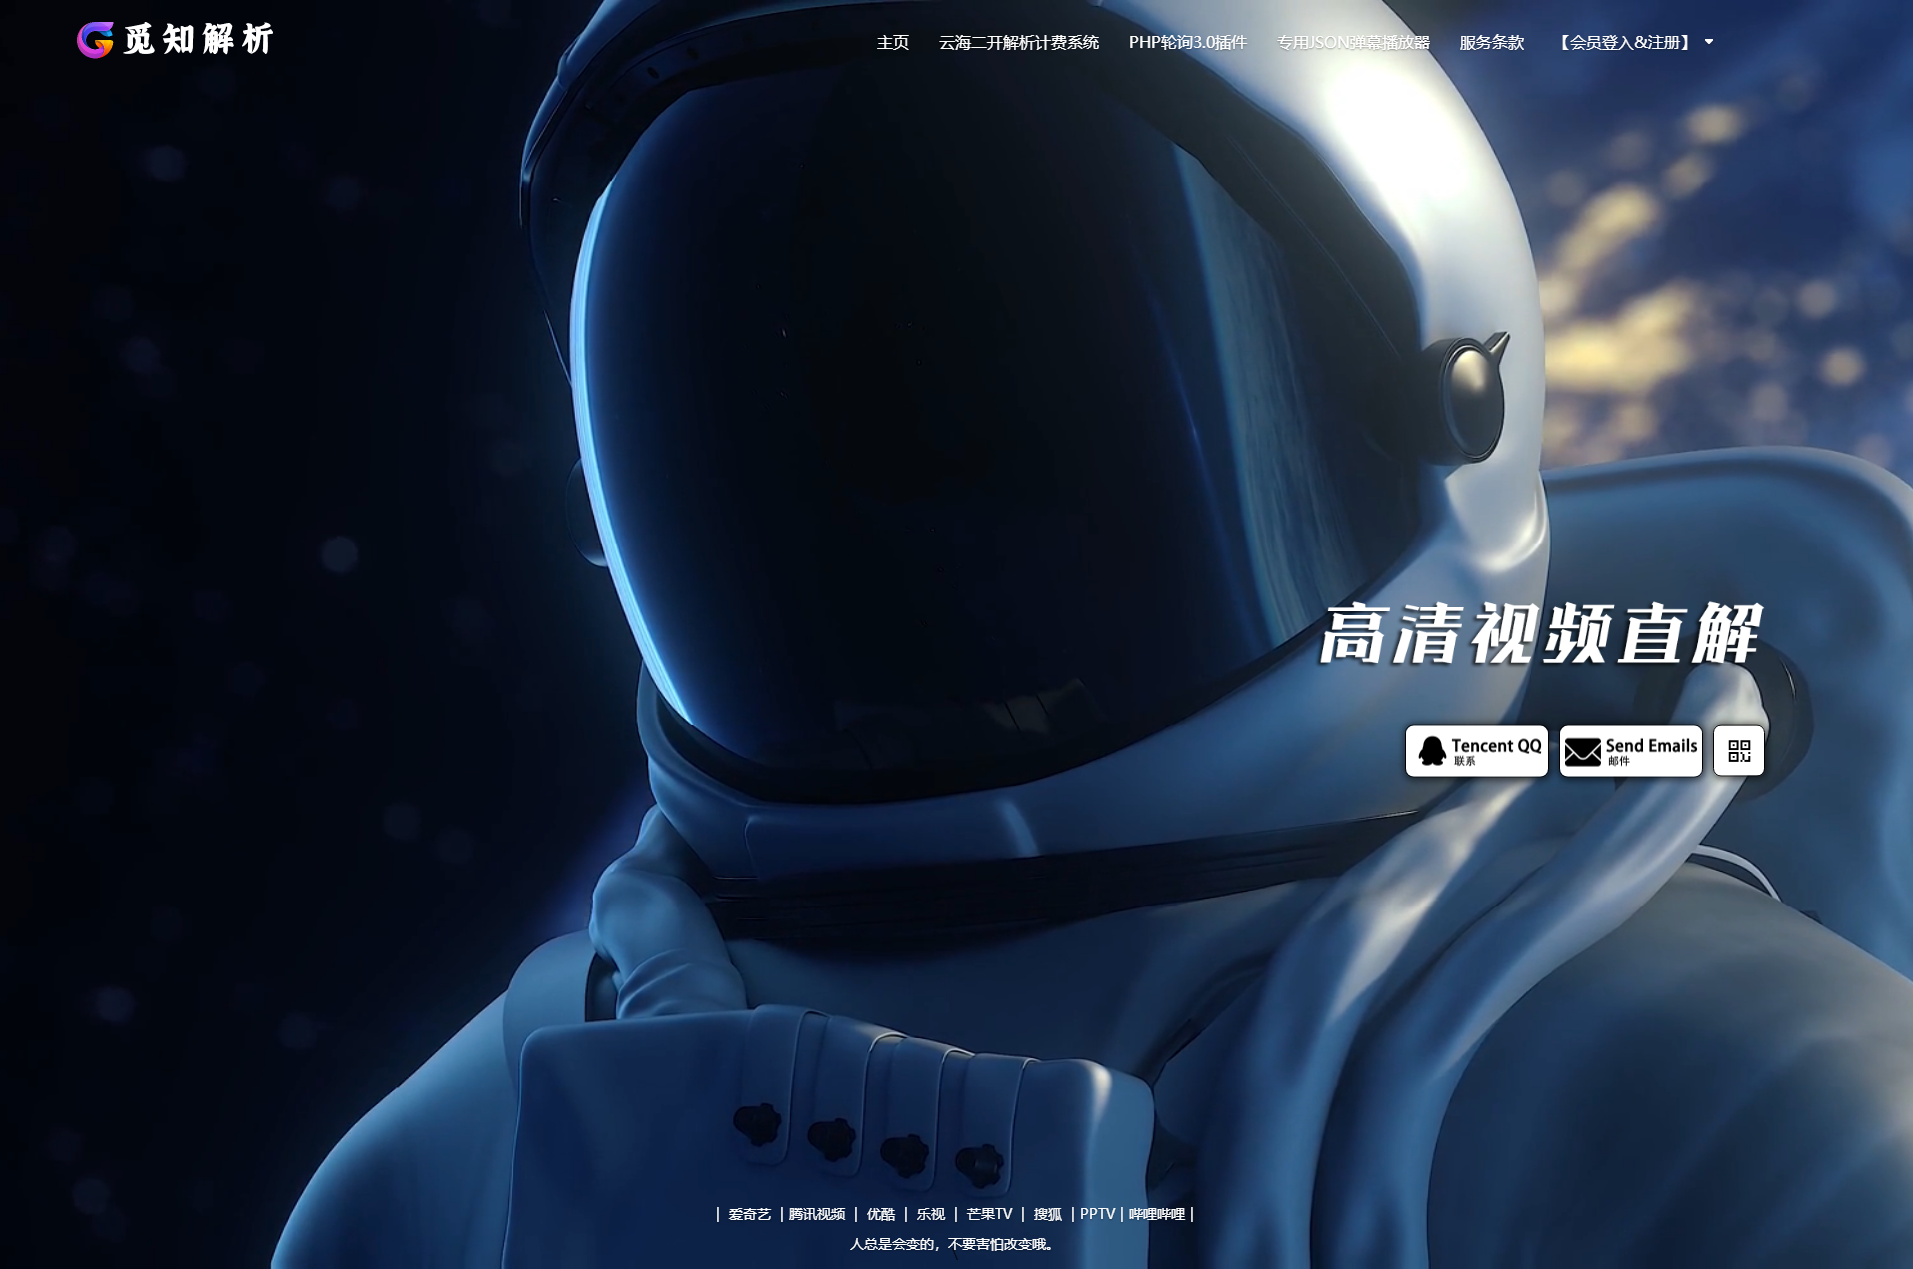 觅知解析
主页 云海二开解析计费系统 PHP轮询3.0插件 专用JSON弹幕播放器 服务条款 【会员登入&注册】
高清视频直解
Tencent QQ
联系
Send Emails
邮件
| 爱奇艺 | 腾讯视频 | 优酷 | 乐视 | 芒果TV | 搜狐 | PPTV | 哔哩哔哩 |
人总是会变的，不要害怕改变哦。